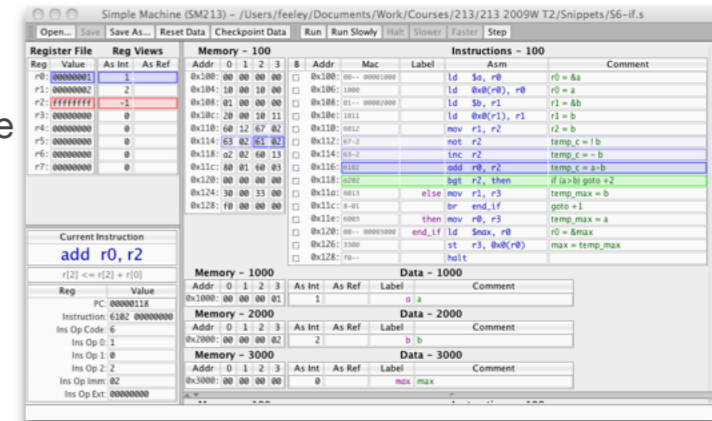 Simple Machine (SM213) - /Users/feeley/Documents/Work/Courses/213/213 2009W T2/Snippets/S6-if.s
Open... Save Save As... Reset Data Checkpoint Data Run Run Slowly Halt Slower Faster Step
Register File Reg Views Memory - 100 Instructions - 100
Reg Value As Int As Ref Addr 0 1 2 3 B Addr Mac Label Asm Comment
r0: 00000001 1 0x100: 00 00 00 00 0x100: 00-- 00001000 ld $a, r0 r0 = &a
r1: 00000002 2 0x104: 10 00 10 00 0x106: 1000 ld 0x0(r0), r0 r0 = a
r2: ffffffff -1 0x108: 01 00 00 00 0x108: 01-- 00002000 ld $b, r1 r1 = &b
e
r3: 00000000 0 0x10c: 20 00 10 11 0x10e: 1011 ld 0x0(r1), r1 r1 = b
r4: 00000000 0 0x110: 60 12 67 02 0x110: 6012 mov r1, r2 r2 = b
r5: 00000000 0 0x114: 63 02 61 02 0x112: 67-2 not r2 temp_c = ! b
r6: 00000000 0 0x118: a2 02 60 13 0x114: 63-2 inc r2 temp_c = - b
r7: 00000000 0 0x11c: 80 01 60 03 0x116: 6102 add r0, r2 temp_c = a-b
0x120: 00 00 00 00 0x118: a202 bgt r2, then if (a>b) goto +2
0x124: 30 00 33 00 0x11a: 6013 else mov r1, r3 temp_max = b
0x128: f0 00 00 00 0x11c: 8-01 br end_if goto +1
0x11e: 6003 then mov r0, r3 temp_max = a
Current Instruction 0x120: 00-- 00003000 end_if ld $max, r0 r0 = &max
add r0, r2 0x126: 3300 st r3, 0x0(r0) max = temp_max
0x128: f0-- halt
r[2] <= r[2] + r[0] Memory - 1000 Data - 1000
Reg Value Addr 0 1 2 3 As Int As Ref Label Comment
PC: 00000118 0x1000: 00 00 00 01 1 a a
Instruction: 6102 00000000 Memory - 2000 Data - 2000
Ins Op Code: 6 Addr 0 1 2 3 As Int As Ref Label Comment
Ins Op 0: 1 0x2000: 00 00 00 02 2 b b
Ins Op 1: 0 Memory - 3000 Data - 3000
Ins Op 2: 2 Addr 0 1 2 3 As Int As Ref Label Comment
Ins Op Imm: 02 0x3000: 00 00 00 00 0 max max
Ins Op Ext: 00000000